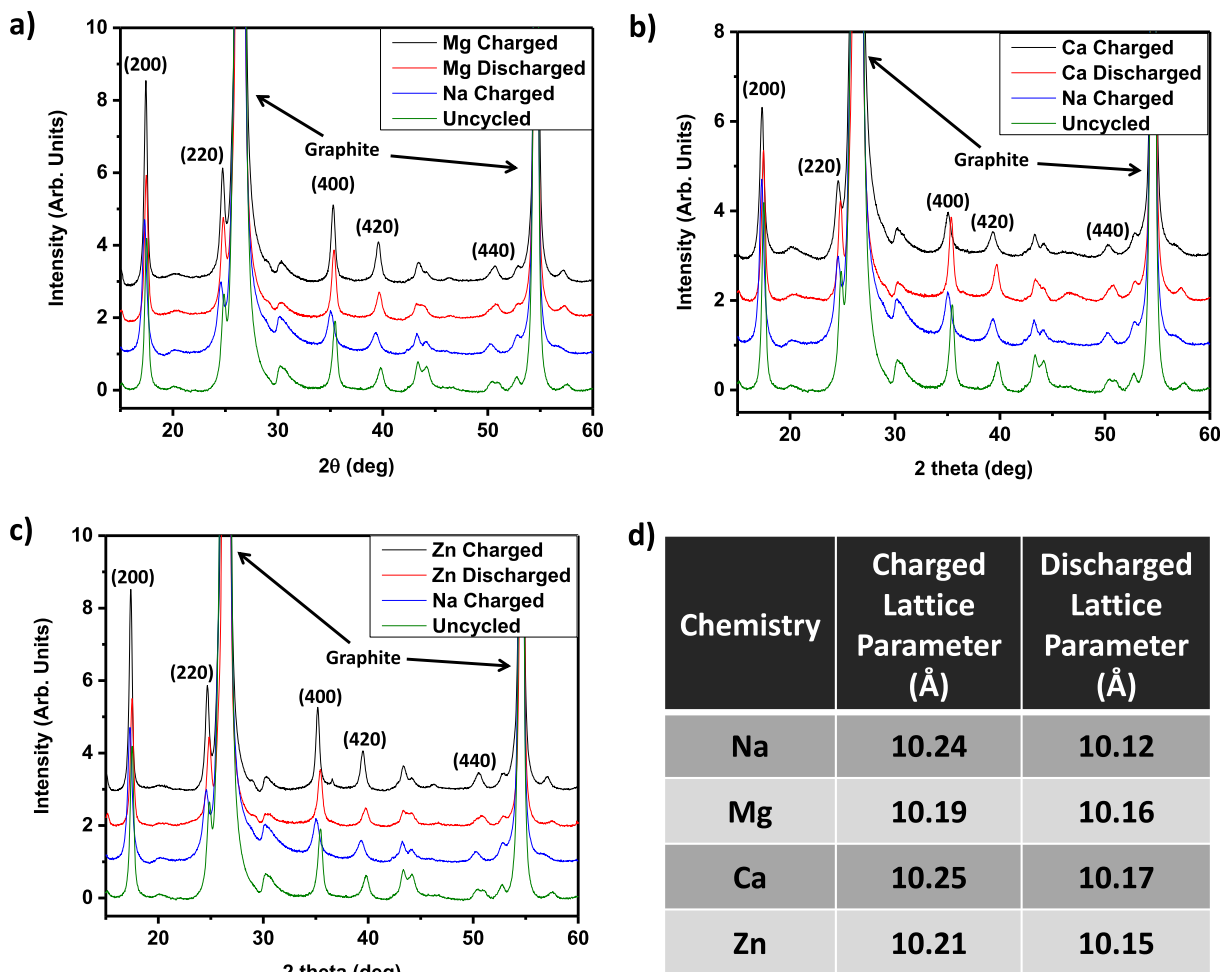 a)
10
8
6
4
2
0
Intensity (Arb. Units)
Mg Charged
Mg Discharged
Na Charged
Uncycled
(200)
(220)
Graphite
(400)
(420)
(440)
20
30
40
50
60
2θ (deg)
b)
8
6
4
2
0
Intensity (Arb. Units)
Ca Charged
Ca Discharged
Na Charged
Uncycled
(200)
(220)
Graphite
(400)
(420)
(440)
20
30
40
50
60
2 theta (deg)
c)
10
8
6
4
2
0
Intensity (Arb. Units)
Zn Charged
Zn Discharged
Na Charged
Uncycled
(200)
(220)
Graphite
(400)
(420)
(440)
20
30
40
50
60
2 theta (deg)
d)
Chemistry
Charged
Lattice
Parameter
(Å)
Discharged
Lattice
Parameter
(Å)
Na 10.24 10.12
Mg 10.19 10.16
Ca 10.25 10.17
Zn 10.21 10.15